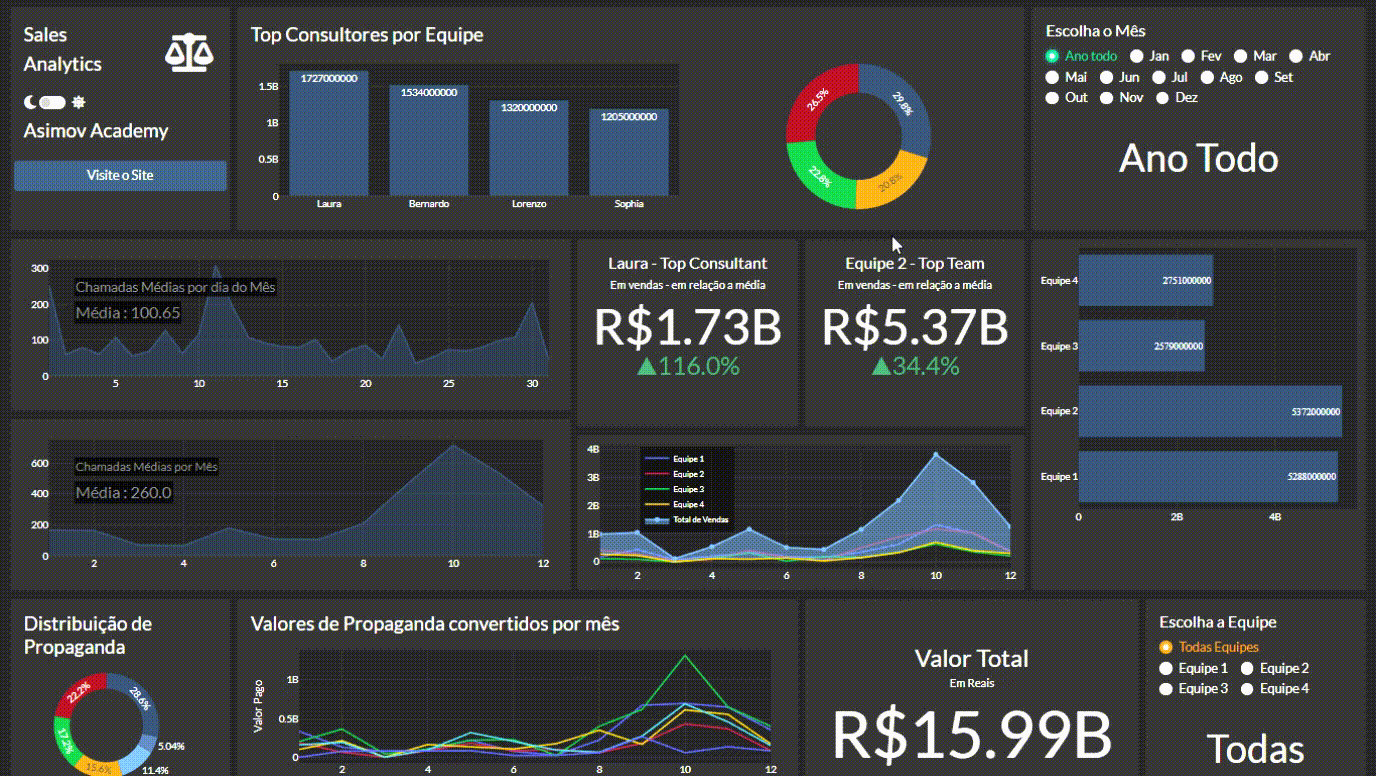 Sales
Analytics
Asimov Academy
Visite o Site
Top Consultores por Equipe
1.5B
1B
0.5B
0
1727000000
1534000000
1320000000
1205000000
Laura
Bernardo
Lorenzo
Sophia
26.5%
29.8%
22.8%
20.8%
Escolha o Mês
Ano todo Jan Fev Mar Abr
Mai Jun Jul Ago Set
Out Nov Dez
Ano Todo
300
200
100
0
Chamadas Médias por dia do Mês
Média : 100.65
5 10 15 20 25 30
Laura - Top Consultant
Em vendas - em relação a média
R$1.73B
▲116.0%
Equipe 2 - Top Team
Em vendas - em relação a média
R$5.37B
▲34.4%
Equipe 4
2751000000
Equipe 3
2579000000
Equipe 2
5372000000
Equipe 1
5288000000
0 2B 4B
600
400
200
0
Chamadas Médias por Mês
Média : 260.0
2 4 6 8 10 12
4B
3B
2B
1B
0
Equipe 1
Equipe 2
Equipe 3
Equipe 4
Total de Vendas
2 4 6 8 10 12
Distribuição de
Propaganda
22.2%
28.6%
17.2%
5.04%
15.6%
11.4%
Valores de Propaganda convertidos por mês
Valor Pago
1B
0.5B
0
2 4 6 8 10 12
Valor Total
Em Reais
R$15.99B
Escolha a Equipe
Todas Equipes
Equipe 1 Equipe 2
Equipe 3 Equipe 4
Todas